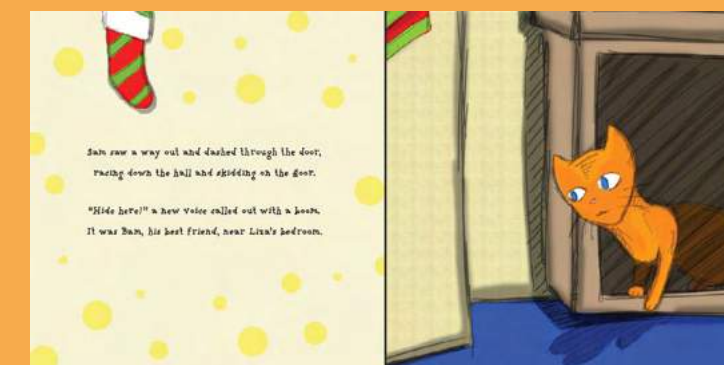 Sam saw a way out and dashed through the door,
racing down the hall and skidding on the floor.
"Hide here!" a new voice called out with a boom.
It was Bam, his best friend, near Liza's bedroom.